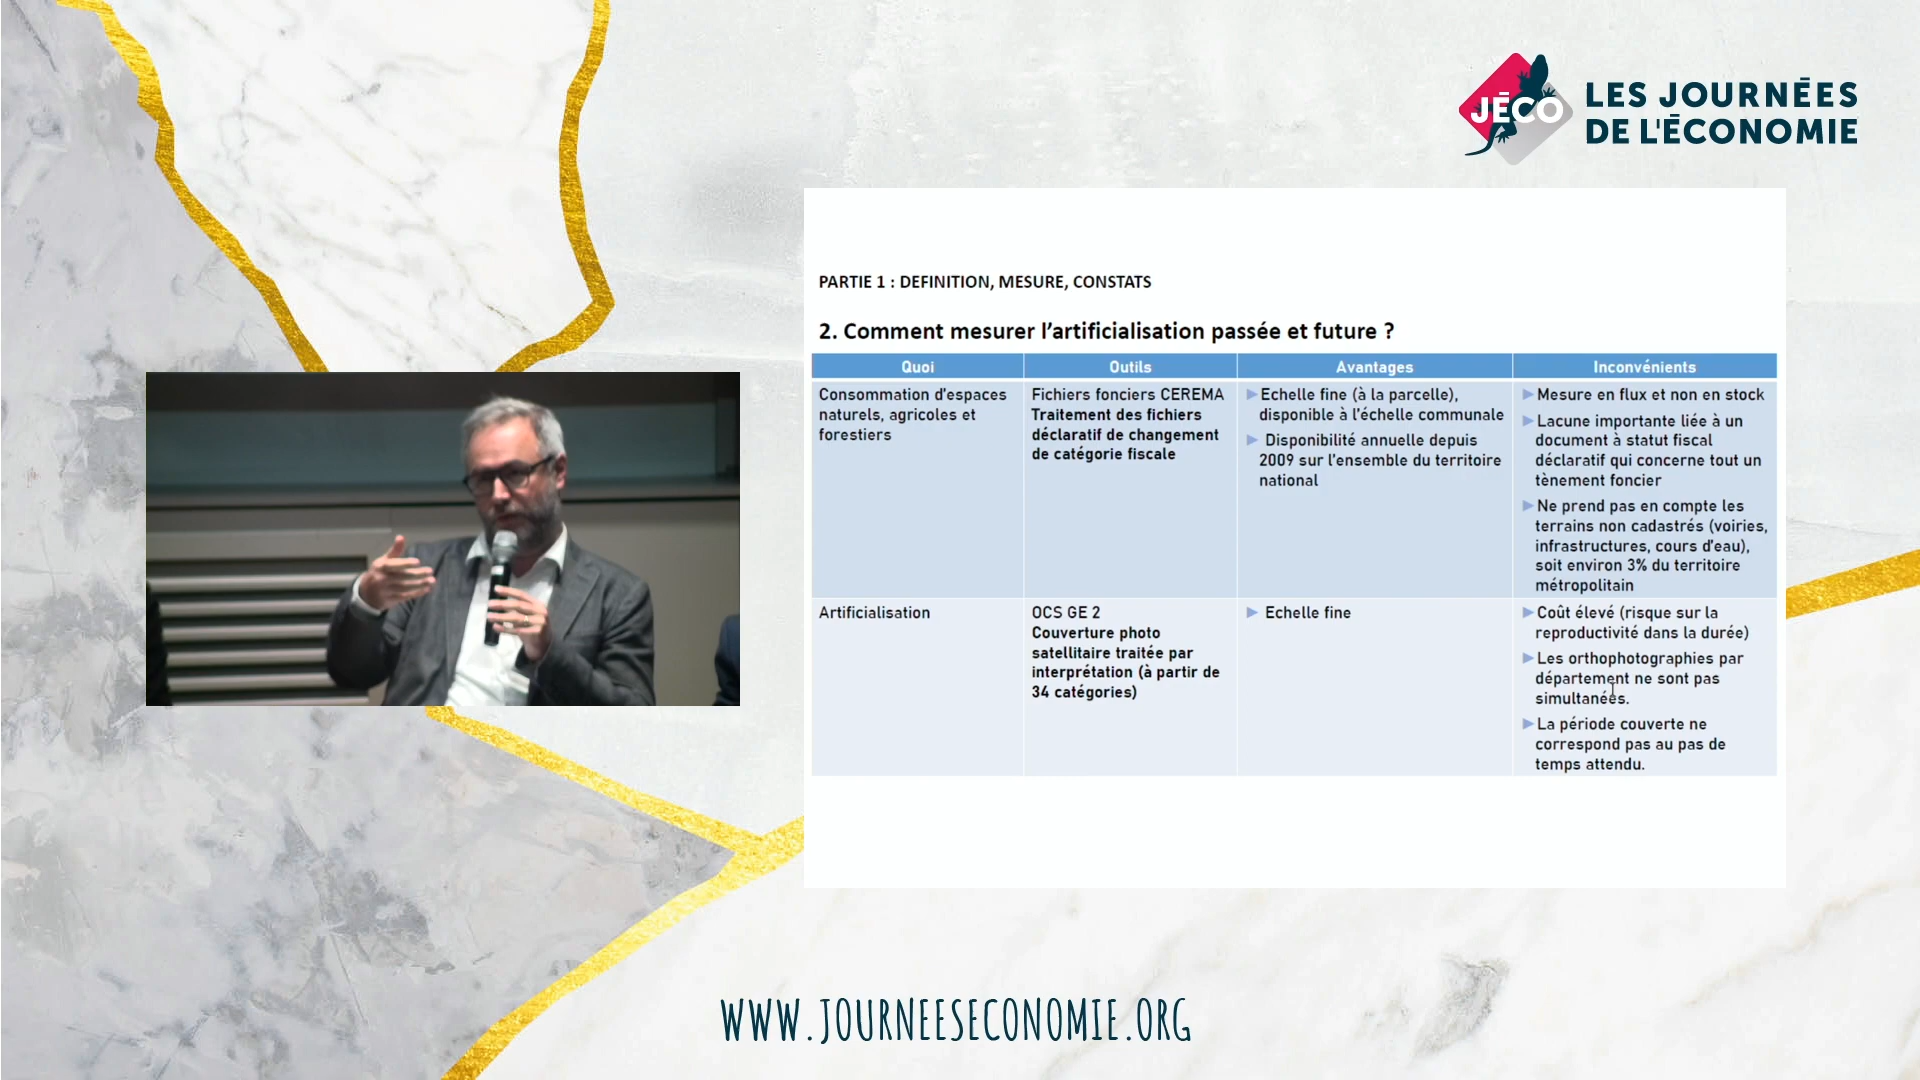 JÉCO
LES JOURNÉES
DE L'ÉCONOMIE
PARTIE 1 : DEFINITION, MESURE, CONSTATS
2. Comment mesurer l'artificialisation passée et future ?
Quoi
Outils
Avantages
Inconvénients
Consommation d'espaces
naturels, agricoles et
forestiers
Fichiers fonciers CEREMA
Traitement des fichiers
déclaratif de changement
de catégorie fiscale
Echelle fine (à la parcelle),
disponible à l'échelle communale
Disponibilité annuelle depuis
2009 sur l'ensemble du territoire
national
Mesure en flux et non en stock
Lacune importante liée à un
document à statut fiscal
déclaratif qui concerne tout un
tènement foncier
Ne prend pas en compte les
terrains non cadastrés (voiries,
infrastructures, cours d'eau),
soit environ 3% du territoire
métropolitain
Artificialisation
OCS GE 2
Couverture photo
satellitaire traitée par
interprétation (à partir de
34 catégories)
Echelle fine
Coût élevé (risque sur la
reproductivité dans la durée)
Les orthophotographies par
département ne sont pas
simultanées.
La période couverte ne
correspond pas au pas de
temps attendu.
WWW.JOURNEESECONOMIE.ORG